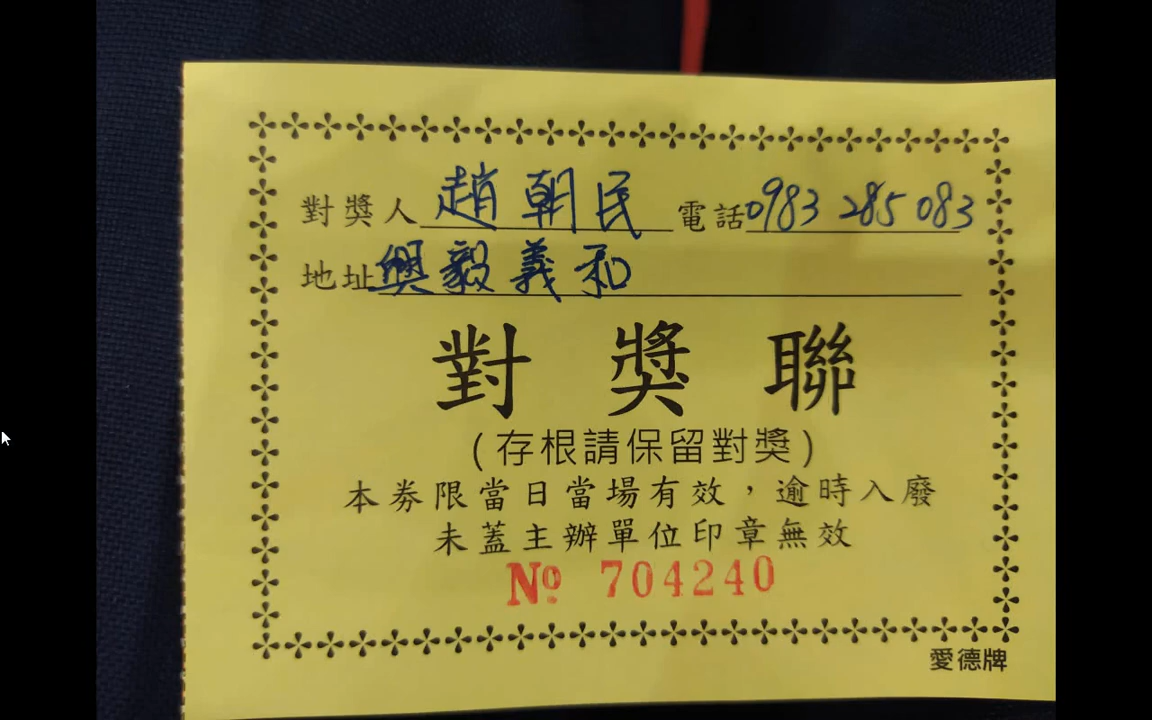 對獎人 趙朝民 電話 0983 285 083
地址 興毅義和
對獎聯
(存根請保留對獎)
本券限當日當場有效，逾時入廢
未蓋主辦單位印章無效
№ 704240
愛德牌